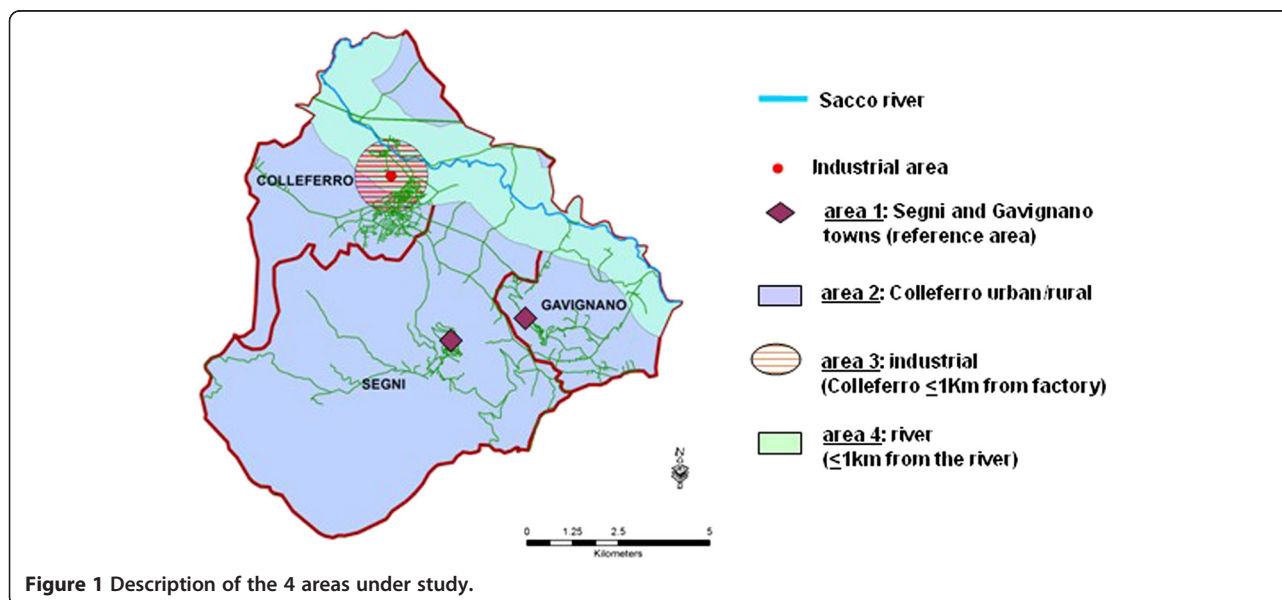 COLLEFERRO
GAVIGNANO
SEGNI
Sacco river
Industrial area
area 1: Segni and Gavignano
towns (reference area)
area 2: Colleferro urban/rural
area 3: industrial
(Colleferro ≤1Km from factory)
area 4: river
(≤1km from the river)
N
0 1.25 2.5 5
Kilometers
Figure 1 Description of the 4 areas under study.